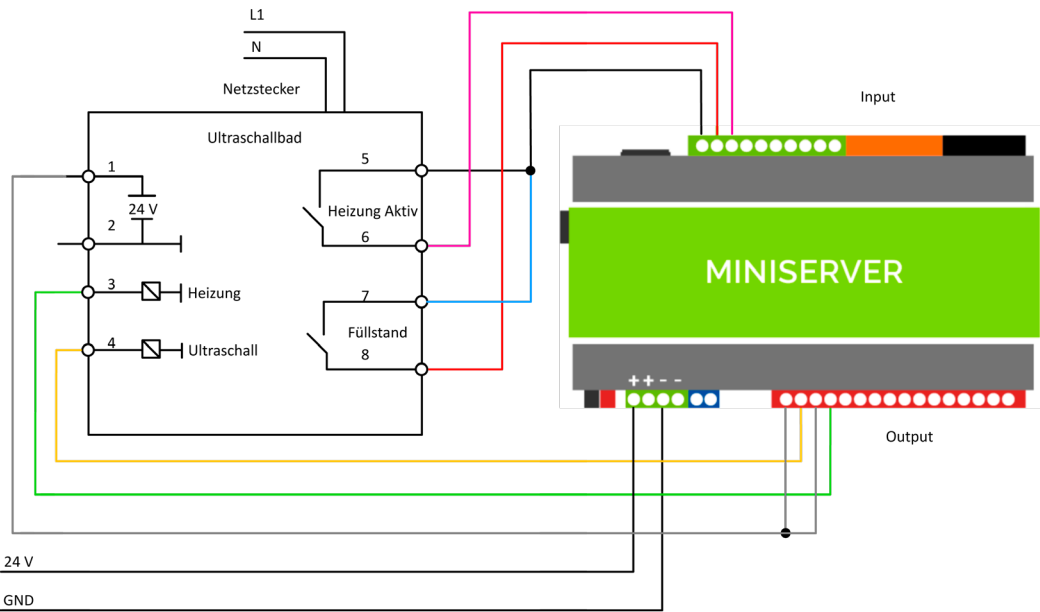 L1
N
Netzstecker
Input
Ultraschallbad
1
5
24 V
Heizung Aktiv
2
6
MINISERVER
3
Heizung
7
Füllstand
4
Ultraschall
8
++--
Output
24 V
GND